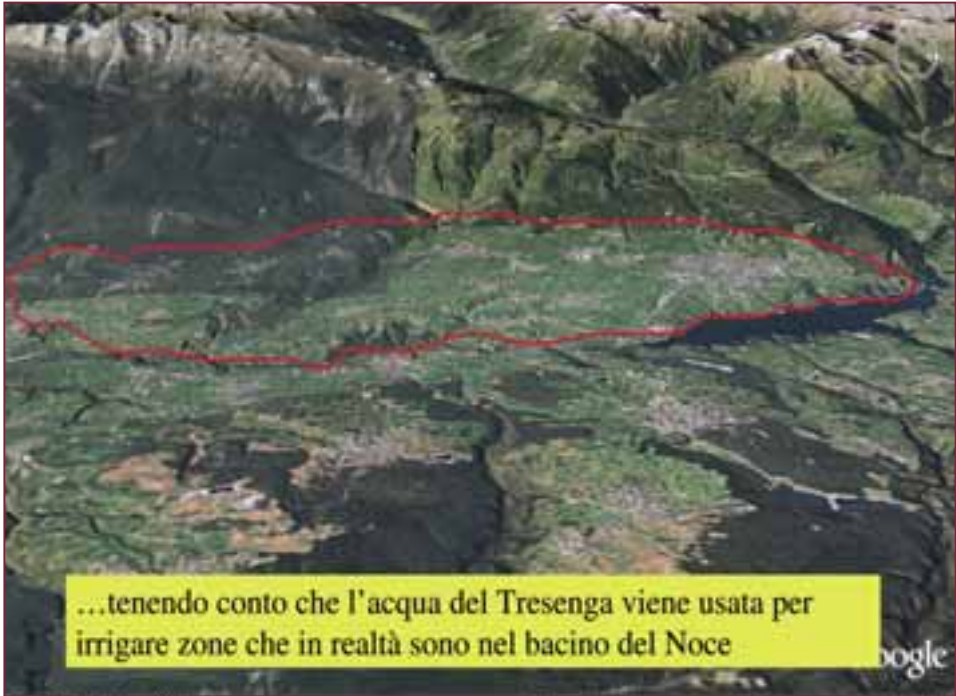 …tenendo conto che l’acqua del Tresenga viene usata per
irrigare zone che in realtà sono nel bacino del Noce
oogle